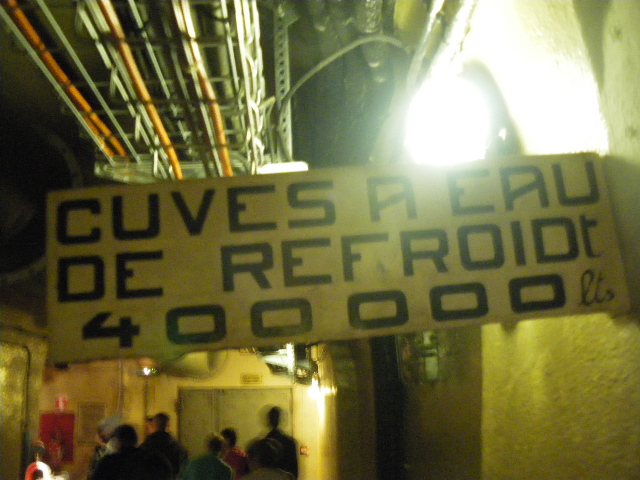 CUVES A EAU
DE REFROIDt
400000 lts